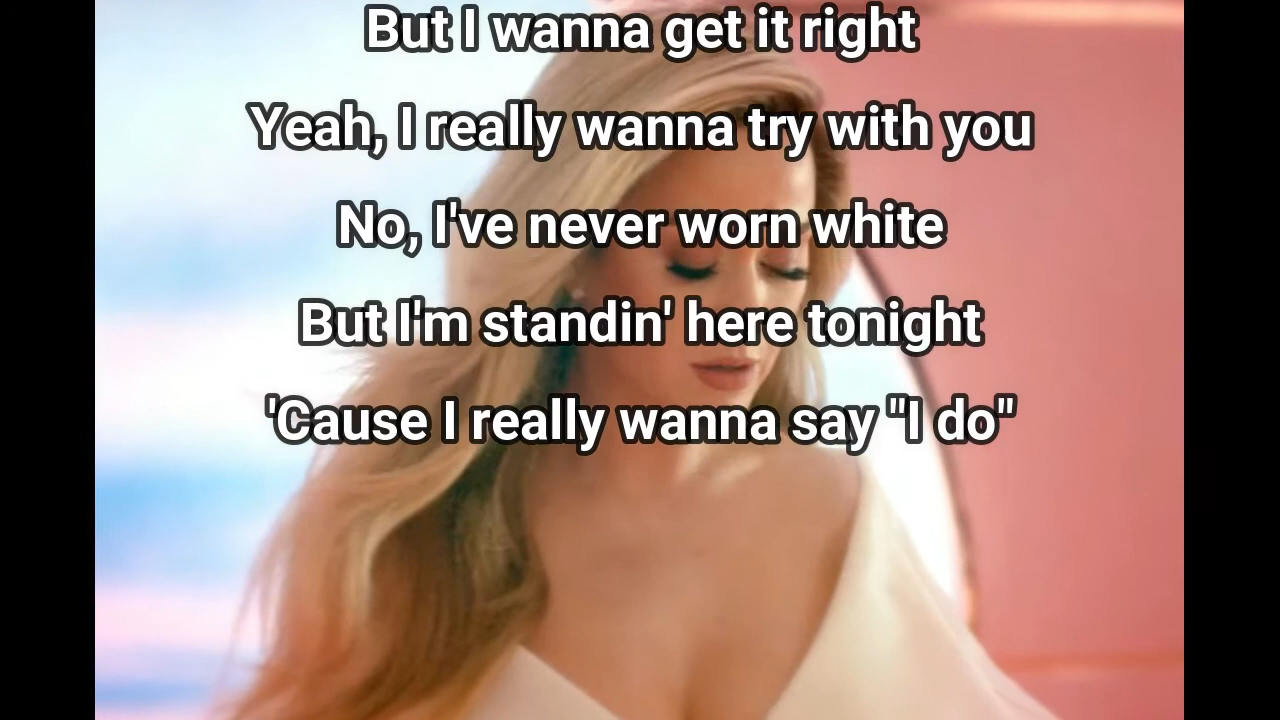 But I wanna get it right
Yeah, I really wanna try with you
No, I've never worn white
But I'm standin' here tonight
'Cause I really wanna say "I do"